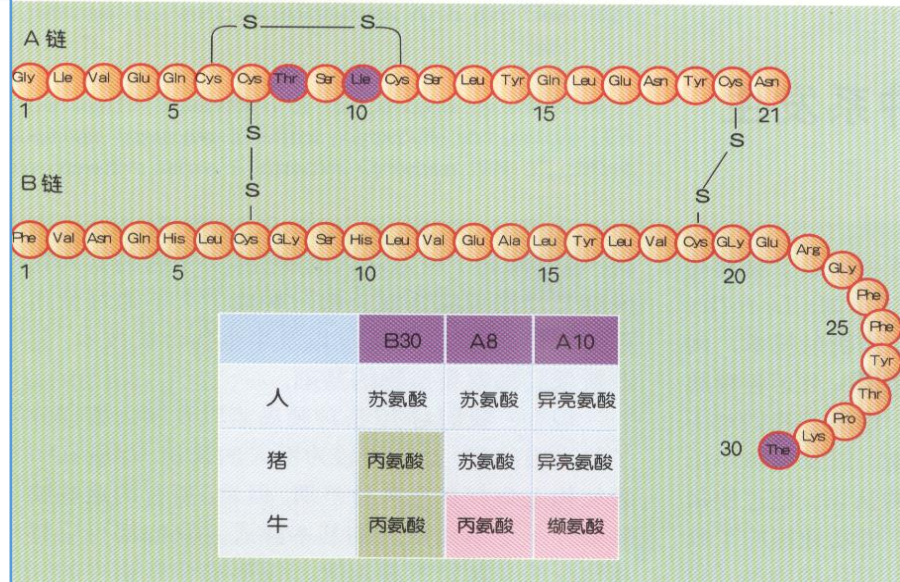 S S
A 链
Gly Lie Val Glu Gln Cys Cys Thr Ser Lie Cys Ser Leu Tyr Gln Leu Glu Asn Tyr Cys Asn
1 5 10 15 21
S S
B 链
S S
Phe Val Asn Gln His Leu Cys GLy Ser His Leu Val Glu Ala Leu Tyr Leu Val Cys GLy Glu Arg GLy Phe Phe Tyr Thr Pro Lys The
1 5 10 15 20
25
30
B30 A8 A10
人 苏氨酸 苏氨酸 异亮氨酸
猪 丙氨酸 苏氨酸 异亮氨酸
牛 丙氨酸 丙氨酸 缬氨酸